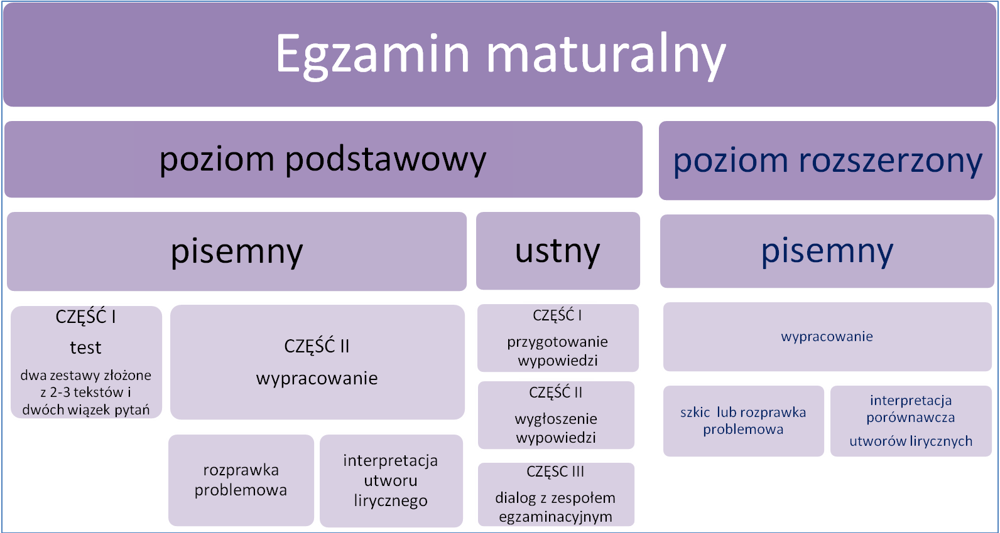 Egzamin maturalny
poziom podstawowy
poziom rozszerzony
pisemny
ustny
pisemny
CZĘŚĆ I
test
dwa zestawy złożone
z 2-3 tekstów i
dwóch wiązek pytań
CZĘŚĆ II
wypracowanie
rozprawka
problemowa
interpretacja
utworu
lirycznego
CZĘŚĆ I
przygotowanie
wypowiedzi
CZĘŚĆ II
wygłoszenie
wypowiedzi
CZĘSC III
dialog z zespołem
egzaminacyjnym
wypracowanie
szkic lub rozprawka
problemowa
interpretacja
porównawcza
utworów lirycznych